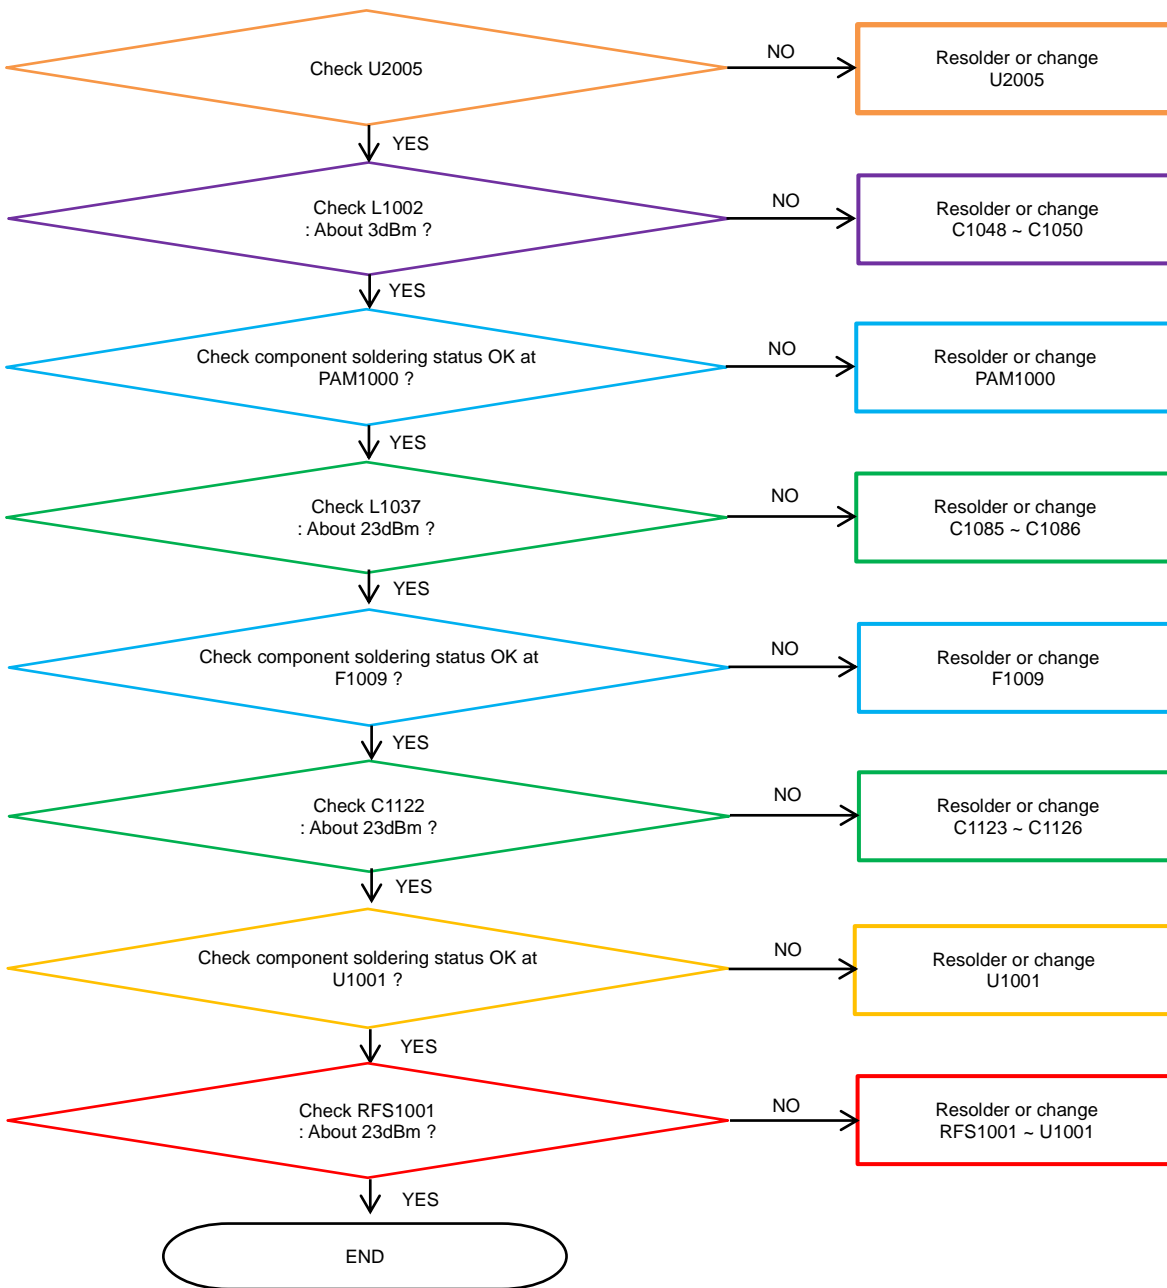 Check U2005
NO
Resolder or change
U2005
YES
Check L1002
: About 3dBm ?
NO
Resolder or change
C1048 ~ C1050
YES
Check component soldering status OK at
PAM1000 ?
NO
Resolder or change
PAM1000
YES
Check L1037
: About 23dBm ?
NO
Resolder or change
C1085 ~ C1086
YES
Check component soldering status OK at
F1009 ?
NO
Resolder or change
F1009
YES
Check C1122
: About 23dBm ?
NO
Resolder or change
C1123 ~ C1126
YES
Check component soldering status OK at
U1001 ?
NO
Resolder or change
U1001
YES
Check RFS1001
: About 23dBm ?
NO
Resolder or change
RFS1001 ~ U1001
YES
END